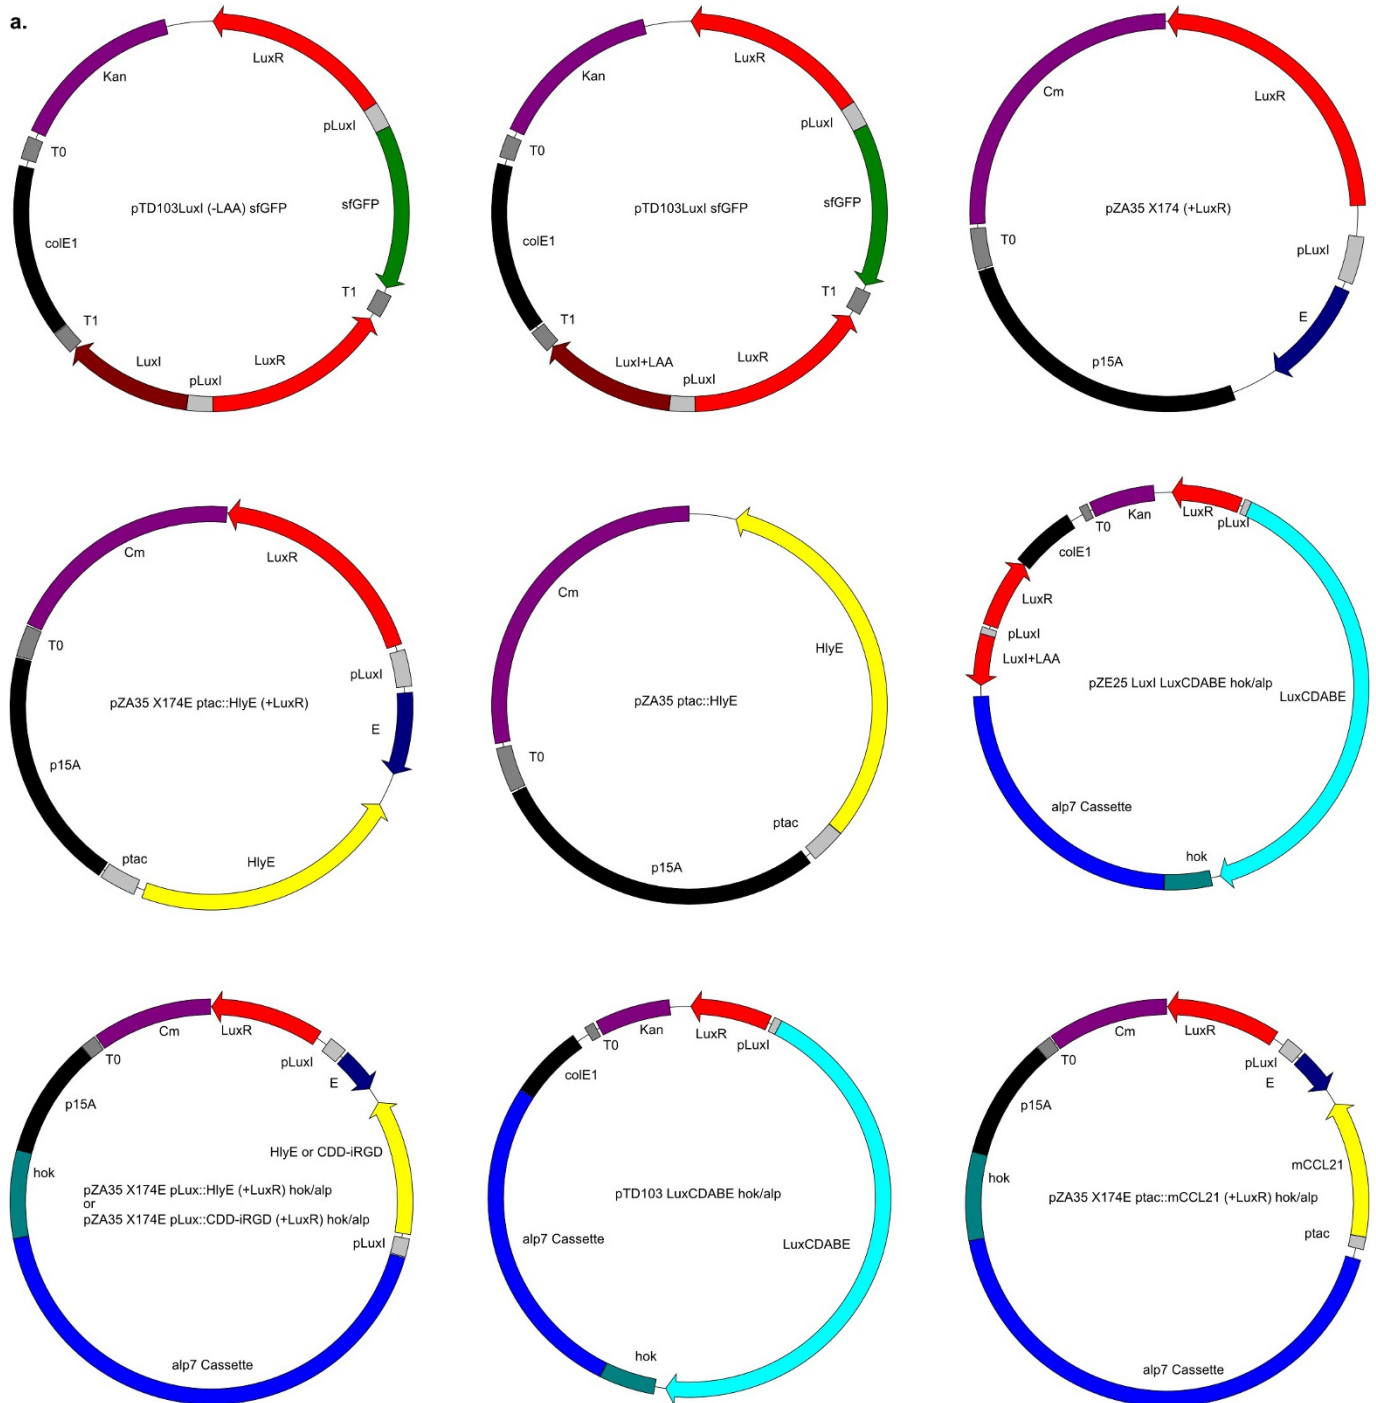 a.
LuxR
Kan
pLuxI
T0
pTD103LuxI (-LAA) sfGFP
sfGFP
colE1
T1
T1
LuxI
LuxR
pLuxI
LuxR
Kan
pLuxI
T0
pTD103LuxI sfGFP
sfGFP
colE1
T1
T1
LuxI+LAA
LuxR
pLuxI
Cm
LuxR
pZA35 X174 (+LuxR)
T0
pLuxI
E
p15A
Cm
LuxR
T0
pLuxI
pZA35 X174E ptac::HlyE (+LuxR)
E
p15A
ptac
HlyE
Cm
HlyE
pZA35 ptac::HlyE
T0
ptac
p15A
Kan
LuxR
pLuxI
T0
colE1
LuxR
pLuxI
LuxI+LAA
pZE25 LuxI LuxCDABE hok/alp
LuxCDABE
alp7 Cassette
hok
Cm
LuxR
T0
pLuxI
E
p15A
HlyE or CDD-iRGD
hok
pZA35 X174E pLux::HlyE (+LuxR) hok/alp
or
pZA35 X174E pLux::CDD-iRGD (+LuxR) hok/alp
pLuxI
alp7 Cassette
Kan
LuxR
T0
pLuxI
colE1
pTD103 LuxCDABE hok/alp
alp7 Cassette
LuxCDABE
hok
Cm
LuxR
T0
pLuxI
E
p15A
mCCL21
hok
pZA35 X174E ptac::mCCL21 (+LuxR) hok/alp
ptac
alp7 Cassette